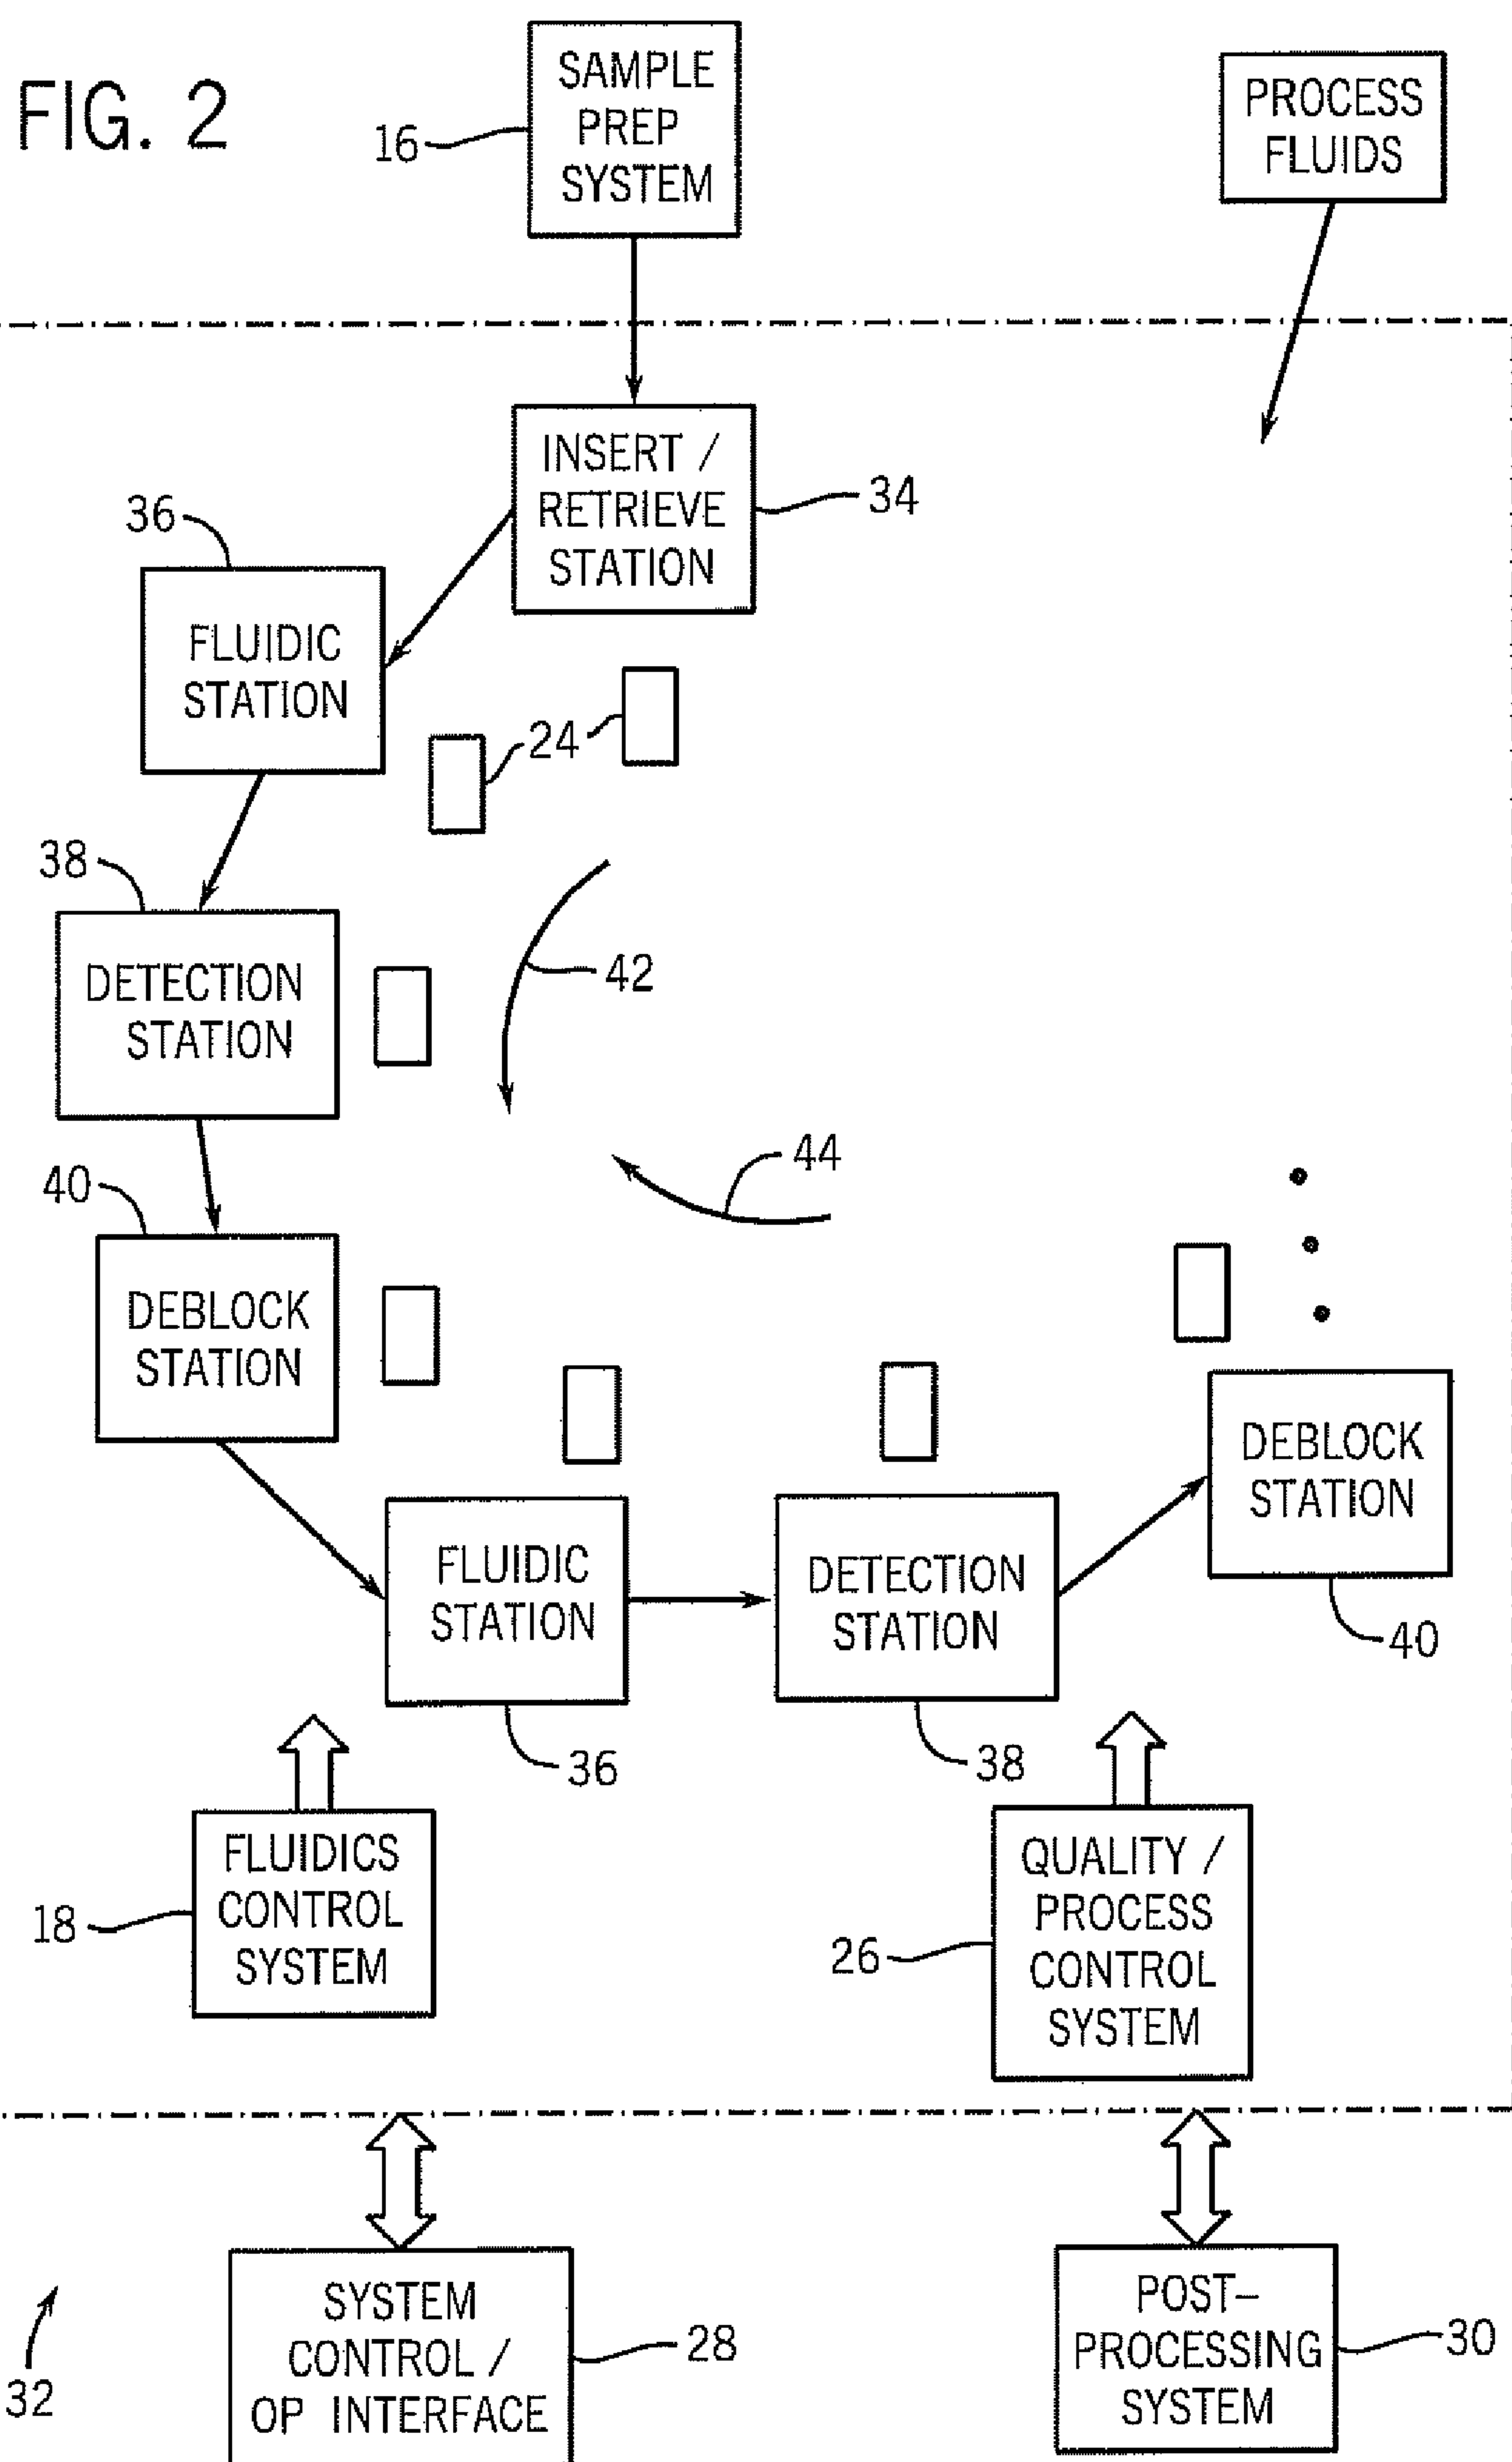 FIG. 2
SAMPLE
PREP
SYSTEM
16
PROCESS
FLUIDS
INSERT /
RETRIEVE
STATION
34
36
FLUIDIC
STATION
24
38
DETECTION
STATION
42
44
40
DEBLOCK
STATION
DEBLOCK
STATION
40
FLUIDIC
STATION
36
DETECTION
STATION
38
FLUIDICS
CONTROL
SYSTEM
18
QUALITY /
PROCESS
CONTROL
SYSTEM
26
SYSTEM
CONTROL /
OP INTERFACE
28
POST-
PROCESSING
SYSTEM
30
32